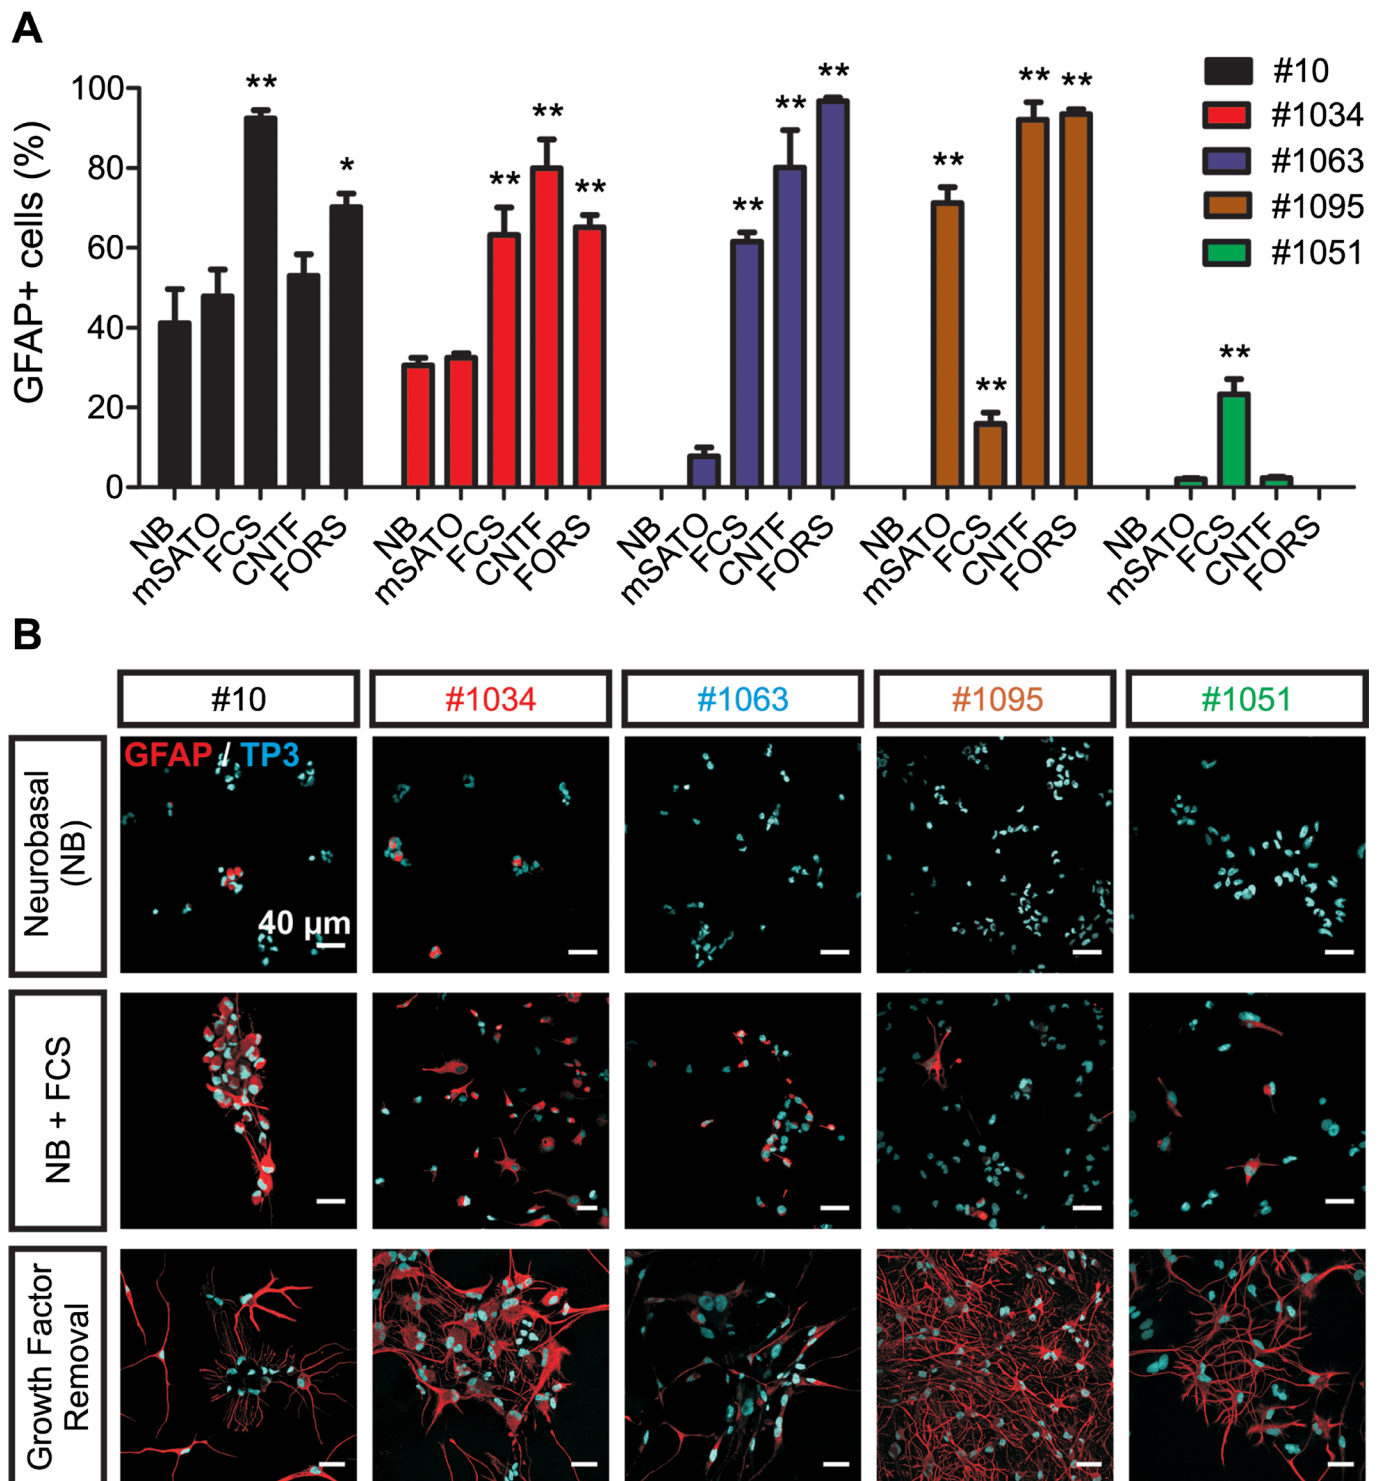 A
GFAP+ cells (%)
100
80
60
40
20
0
**
*
**
**
**
**
**
**
**
**
**
**
**
#10
#1034
#1063
#1095
#1051
NB
mSATO
FCS
CNTF
FORS
NB
mSATO
FCS
CNTF
FORS
NB
mSATO
FCS
CNTF
FORS
NB
mSATO
FCS
CNTF
FORS
NB
mSATO
FCS
CNTF
FORS
B
#10
#1034
#1063
#1095
#1051
Neurobasal
(NB)
GFAP / TP3
40 µm
NB + FCS
Growth Factor
Removal